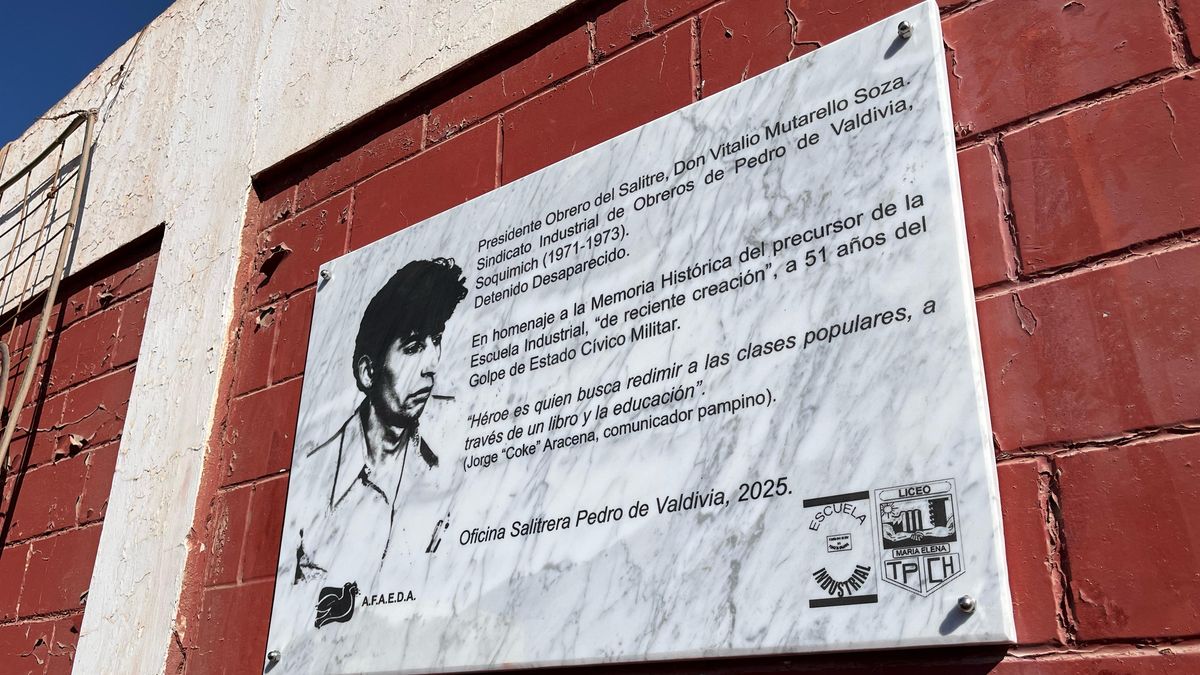 Presidente Obrero del Salitre, Don Vitalio Mutarello Soza.
Sindicato Industrial de Obreros de Pedro de Valdivia,
Soquimich (1971-1973).
Detenido Desaparecido.
En homenaje a la Memoria Histórica del precursor de la
Escuela Industrial, “de reciente creación”, a 51 años del
Golpe de Estado Cívico Militar.
“Héroe es quien busca redimir a las clases populares, a
través de un libro y la educación”.
(Jorge “Coke” Aracena, comunicador pampino).
Oficina Salitrera Pedro de Valdivia, 2025.
A.F.A.E.D.A.
ESCUELA
INDUSTRIAL
LICEO
MARIA ELENA
TP CH